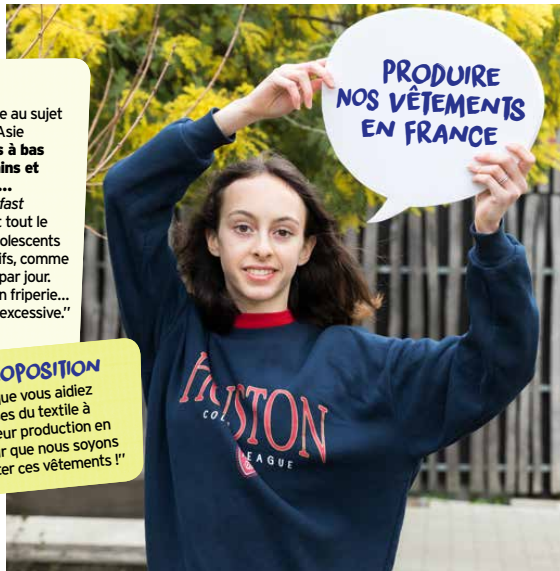 PRODUIRE
NOS VÊTEMENTS
EN FRANCE
e au sujet
Asie
s à bas
ins et
...
fast
t tout le
olescents
ifs, comme
par jour.
n friperie...
excessive."
OPOSITION
que vous aidiez
es du textile à
eur production en
r que nous soyons
ter ces vêtements !"
HOUSTON
LEAGUE